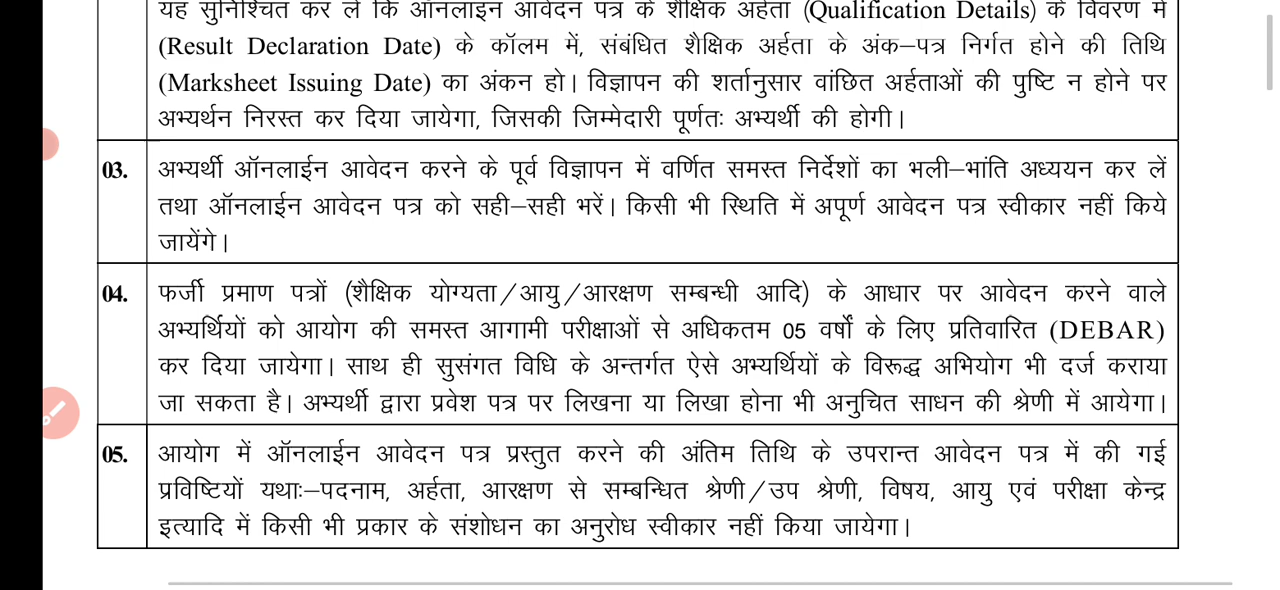 यह सुनिश्चित कर लें कि ऑनलाइन आवेदन पत्र के शैक्षिक अर्हता (Qualification Details) के विवरण में
(Result Declaration Date) के कॉलम में, संबंधित शैक्षिक अर्हता के अंक–पत्र निर्गत होने की तिथि
(Marksheet Issuing Date) का अंकन हो। विज्ञापन की शर्तानुसार वांछित अर्हताओं की पुष्टि न होने पर
अभ्यर्थन निरस्त कर दिया जायेगा, जिसकी जिम्मेदारी पूर्णतः अभ्यर्थी की होगी।
03. अभ्यर्थी ऑनलाईन आवेदन करने के पूर्व विज्ञापन में वर्णित समस्त निर्देशों का भली–भांति अध्ययन कर लें
तथा ऑनलाईन आवेदन पत्र को सही–सही भरें। किसी भी स्थिति में अपूर्ण आवेदन पत्र स्वीकार नहीं किये
जायेंगे।
04. फर्जी प्रमाण पत्रों (शैक्षिक योग्यता/आयु/आरक्षण सम्बन्धी आदि) के आधार पर आवेदन करने वाले
अभ्यर्थियों को आयोग की समस्त आगामी परीक्षाओं से अधिकतम 05 वर्षों के लिए प्रतिवारित (DEBAR)
कर दिया जायेगा। साथ ही सुसंगत विधि के अन्तर्गत ऐसे अभ्यर्थियों के विरूद्ध अभियोग भी दर्ज कराया
जा सकता है। अभ्यर्थी द्वारा प्रवेश पत्र पर लिखना या लिखा होना भी अनुचित साधन की श्रेणी में आयेगा।
05. आयोग में ऑनलाईन आवेदन पत्र प्रस्तुत करने की अंतिम तिथि के उपरान्त आवेदन पत्र में की गई
प्रविष्टियों यथाः–पदनाम, अर्हता, आरक्षण से सम्बन्धित श्रेणी/उप श्रेणी, विषय, आयु एवं परीक्षा केन्द्र
इत्यादि में किसी भी प्रकार के संशोधन का अनुरोध स्वीकार नहीं किया जायेगा।